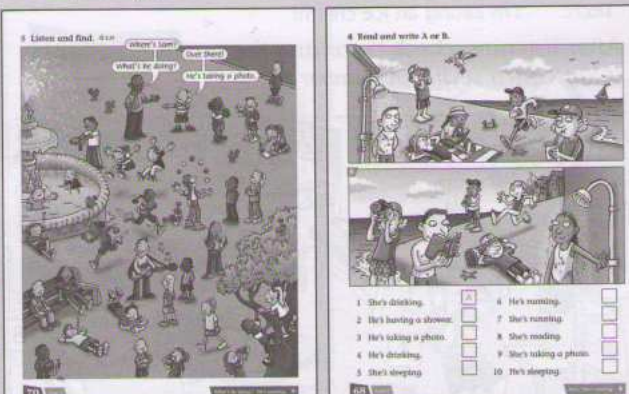 5 Listen and find.
Where's Sam?
Over there!
What's he doing?
He's taking a photo.
70
4 Read and write A or B.
1 She's drinking. A
2 He's having a shower.
3 He's taking a photo.
4 He's drinking.
5 She's sleeping.
6 He's running.
7 She's running.
8 She's reading.
9 She's taking a photo.
10 He's sleeping.
68